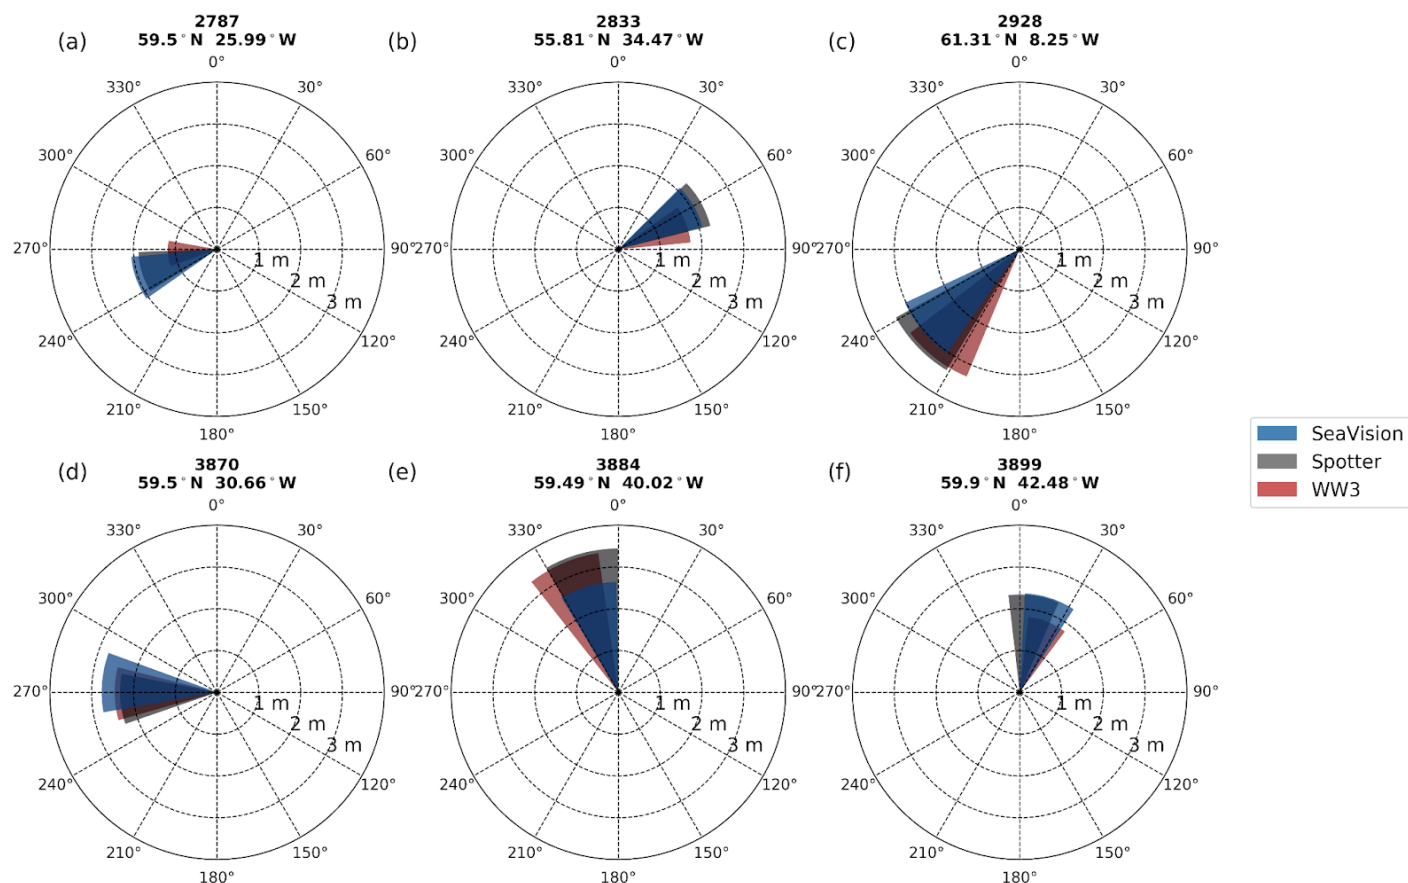 (a)
2787
59.5°N 25.99°W
0°
330°
30°
300°
60°
270°
90°
1 m
2 m
3 m
240°
120°
210°
150°
180°
(b)
2833
55.81°N 34.47°W
0°
330°
30°
300°
60°
270°
90°
1 m
2 m
3 m
240°
120°
210°
150°
180°
(c)
2928
61.31°N 8.25°W
0°
330°
30°
300°
60°
270°
90°
1 m
2 m
3 m
240°
120°
210°
150°
180°
SeaVision
Spotter
WW3
(d)
3870
59.5°N 30.66°W
0°
330°
30°
300°
60°
270°
90°
1 m
2 m
3 m
240°
120°
210°
150°
180°
(e)
3884
59.49°N 40.02°W
0°
330°
30°
300°
60°
270°
90°
1 m
2 m
3 m
240°
120°
210°
150°
180°
(f)
3899
59.9°N 42.48°W
0°
330°
30°
300°
60°
270°
90°
1 m
2 m
3 m
240°
120°
210°
150°
180°